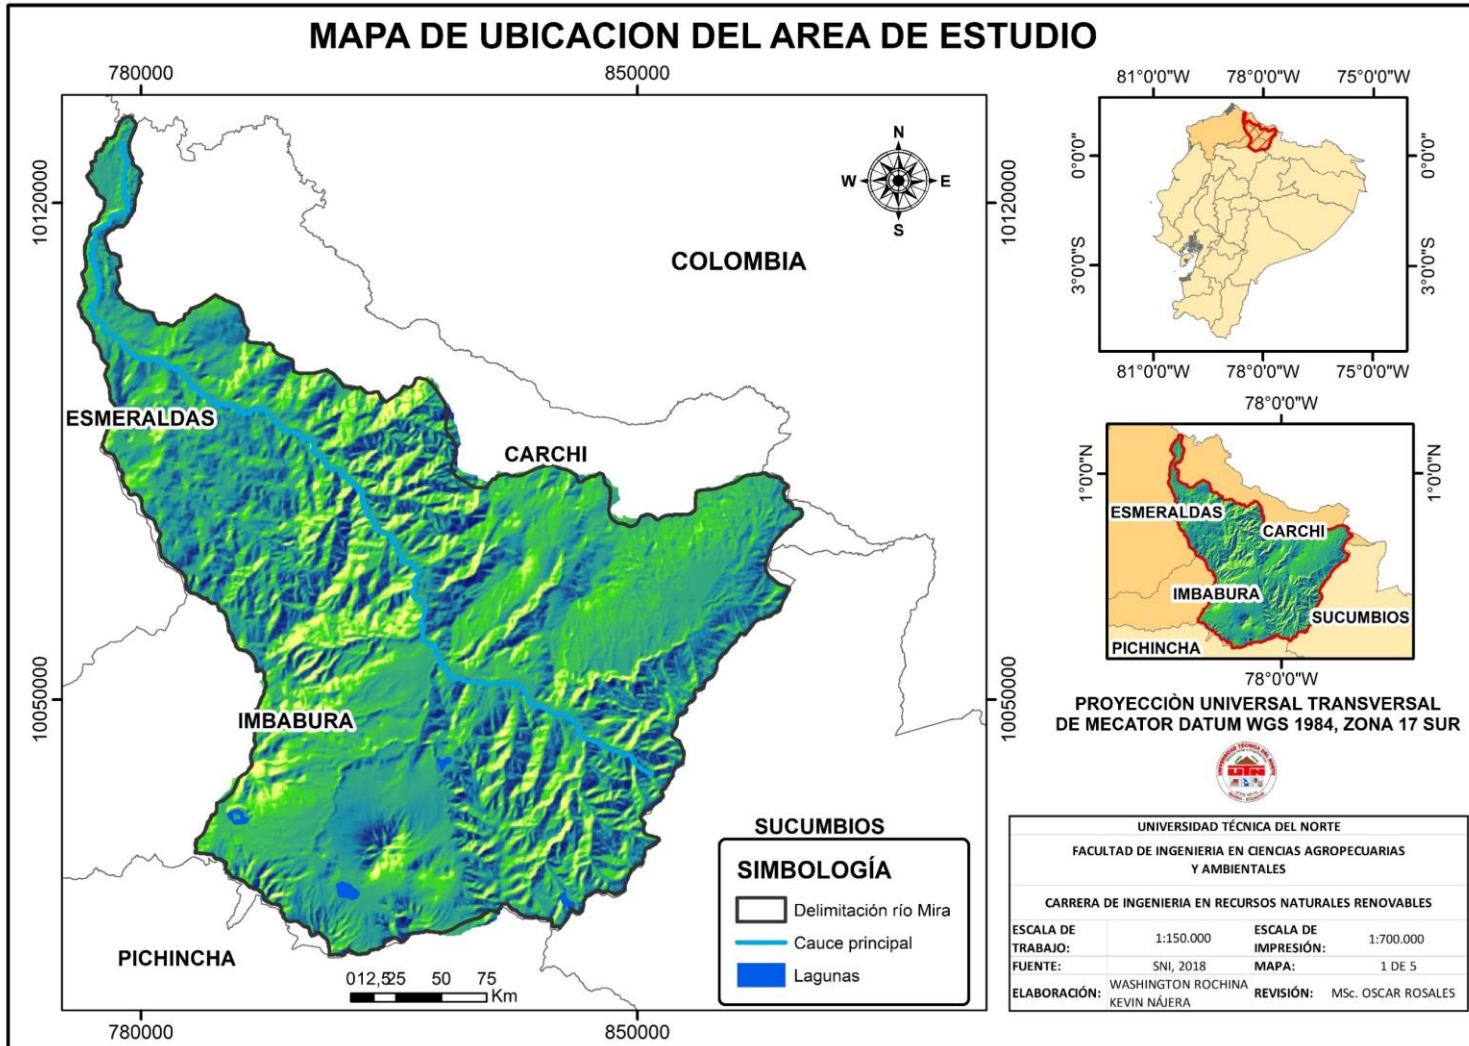 MAPA DE UBICACION DEL AREA DE ESTUDIO
780000
850000
10120000
10120000
10050000
10050000
780000
850000
N
W
E
S
COLOMBIA
ESMERALDAS
CARCHI
IMBABURA
SUCUMBIOS
PICHINCHA
012,525 50 75
Km
SIMBOLOGÍA
Delimitación río Mira
Cauce principal
Lagunas
81°0'0"W
78°0'0"W
75°0'0"W
0°0'0"
0°0'0"
3°0'0"S
3°0'0"S
81°0'0"W
78°0'0"W
75°0'0"W
78°0'0"W
1°0'0"N
1°0'0"N
ESMERALDAS
CARCHI
IMBABURA
SUCUMBIOS
PICHINCHA
78°0'0"W
PROYECCIÒN UNIVERSAL TRANSVERSAL
DE MECATOR DATUM WGS 1984, ZONA 17 SUR
UNIVERSIDAD TÉCNICA DEL NORTE
UTN
UNIVERSIDAD TÉCNICA DEL NORTE
FACULTAD DE INGENIERIA EN CIENCIAS AGROPECUARIAS
Y AMBIENTALES
CARRERA DE INGENIERIA EN RECURSOS NATURALES RENOVABLES
ESCALA DE TRABAJO: 1:150.000 ESCALA DE IMPRESIÓN: 1:700.000
FUENTE: SNI, 2018 MAPA: 1 DE 5
ELABORACIÓN: WASHINGTON ROCHINA KEVIN NÁJERA REVISIÓN: MSc. OSCAR ROSALES